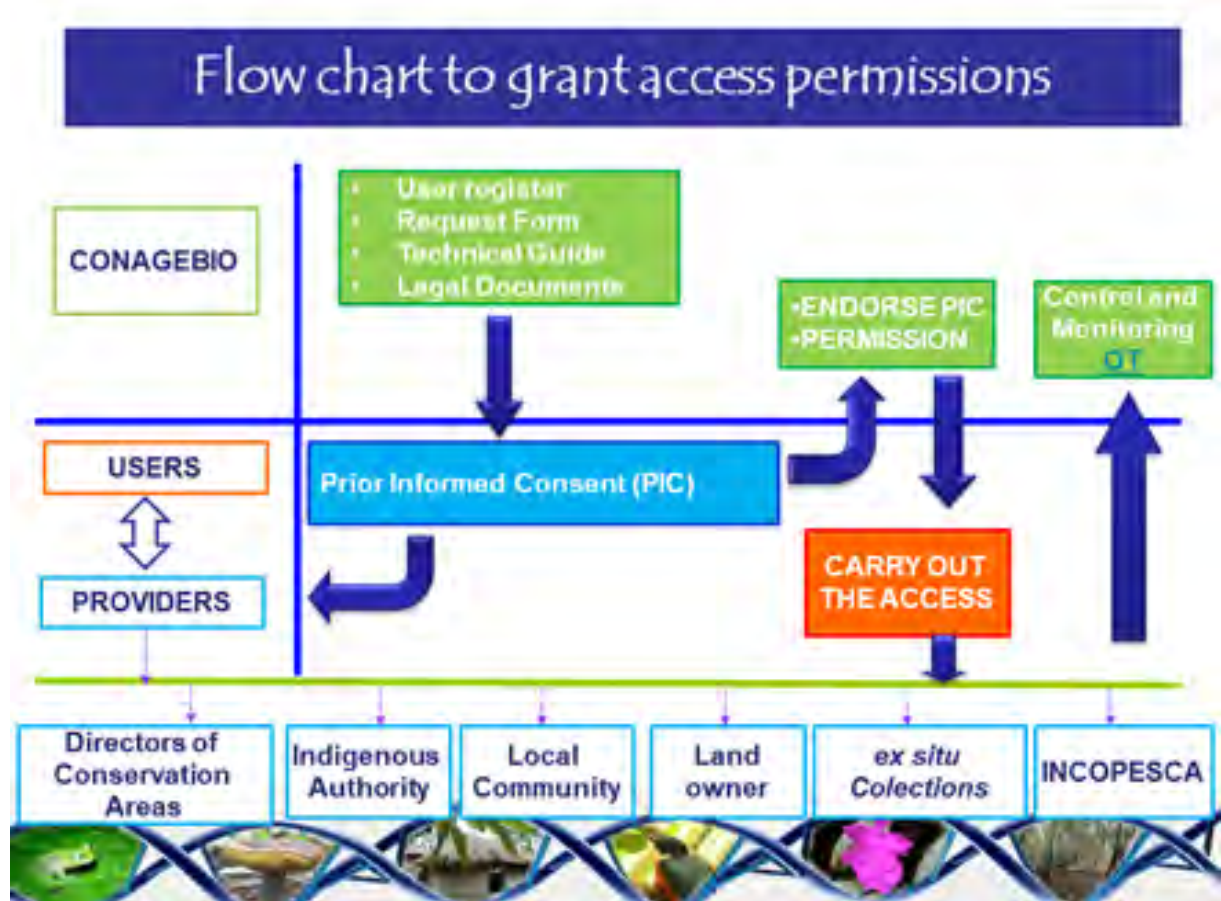 Flow chart to grant access permissions
CONAGEBIO
• User register
• Request Form
• Technical Guide
• Legal Documents
•ENDORSE PIC
•PERMISSION
Control and
Monitoring
OT
USERS
Prior Informed Consent (PIC)
PROVIDERS
CARRY OUT
THE ACCESS
Directors of
Conservation
Areas
Indigenous
Authority
Local
Community
Land
owner
ex situ
Colections
INCOPESCA